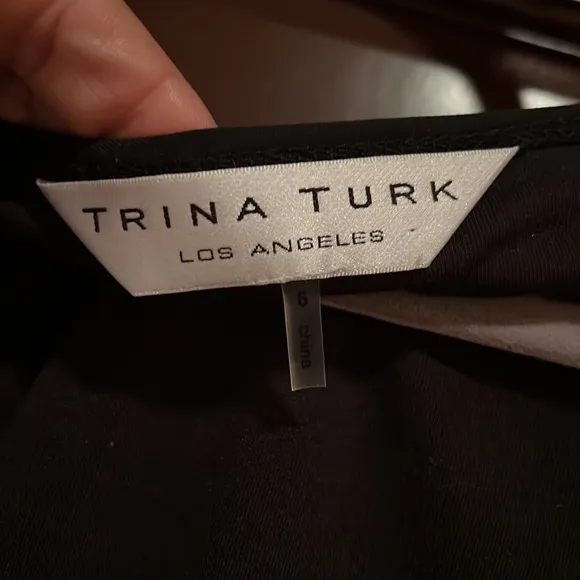 TRINA TURK
LOS ANGELES
6
china